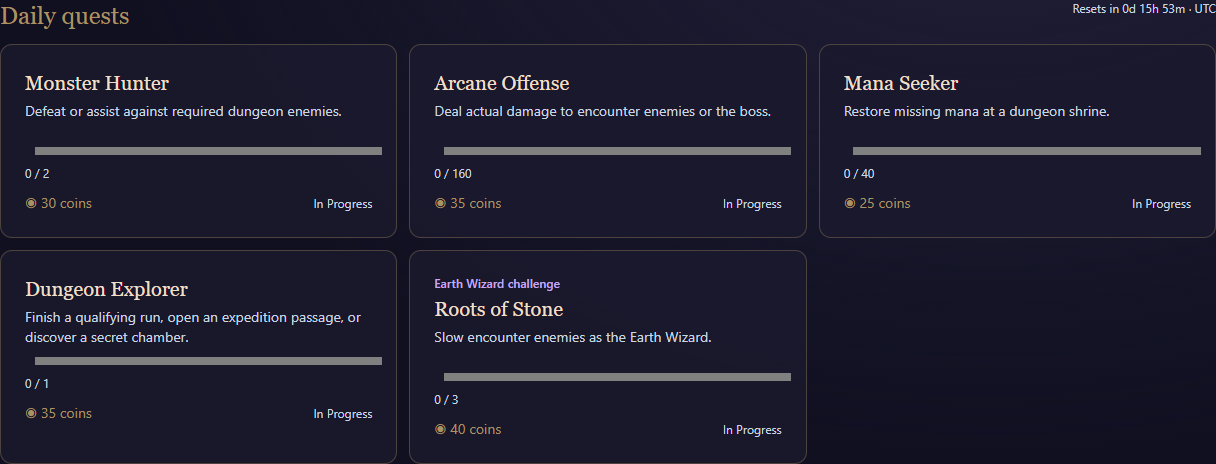 Daily quests
Resets in 0d 15h 53m · UTC
Monster Hunter
Defeat or assist against required dungeon enemies.
0 / 2
◉ 30 coins
In Progress
Arcane Offense
Deal actual damage to encounter enemies or the boss.
0 / 160
◉ 35 coins
In Progress
Mana Seeker
Restore missing mana at a dungeon shrine.
0 / 40
◉ 25 coins
In Progress
Dungeon Explorer
Finish a qualifying run, open an expedition passage, or
discover a secret chamber.
0 / 1
◉ 35 coins
In Progress
Earth Wizard challenge
Roots of Stone
Slow encounter enemies as the Earth Wizard.
0 / 3
◉ 40 coins
In Progress